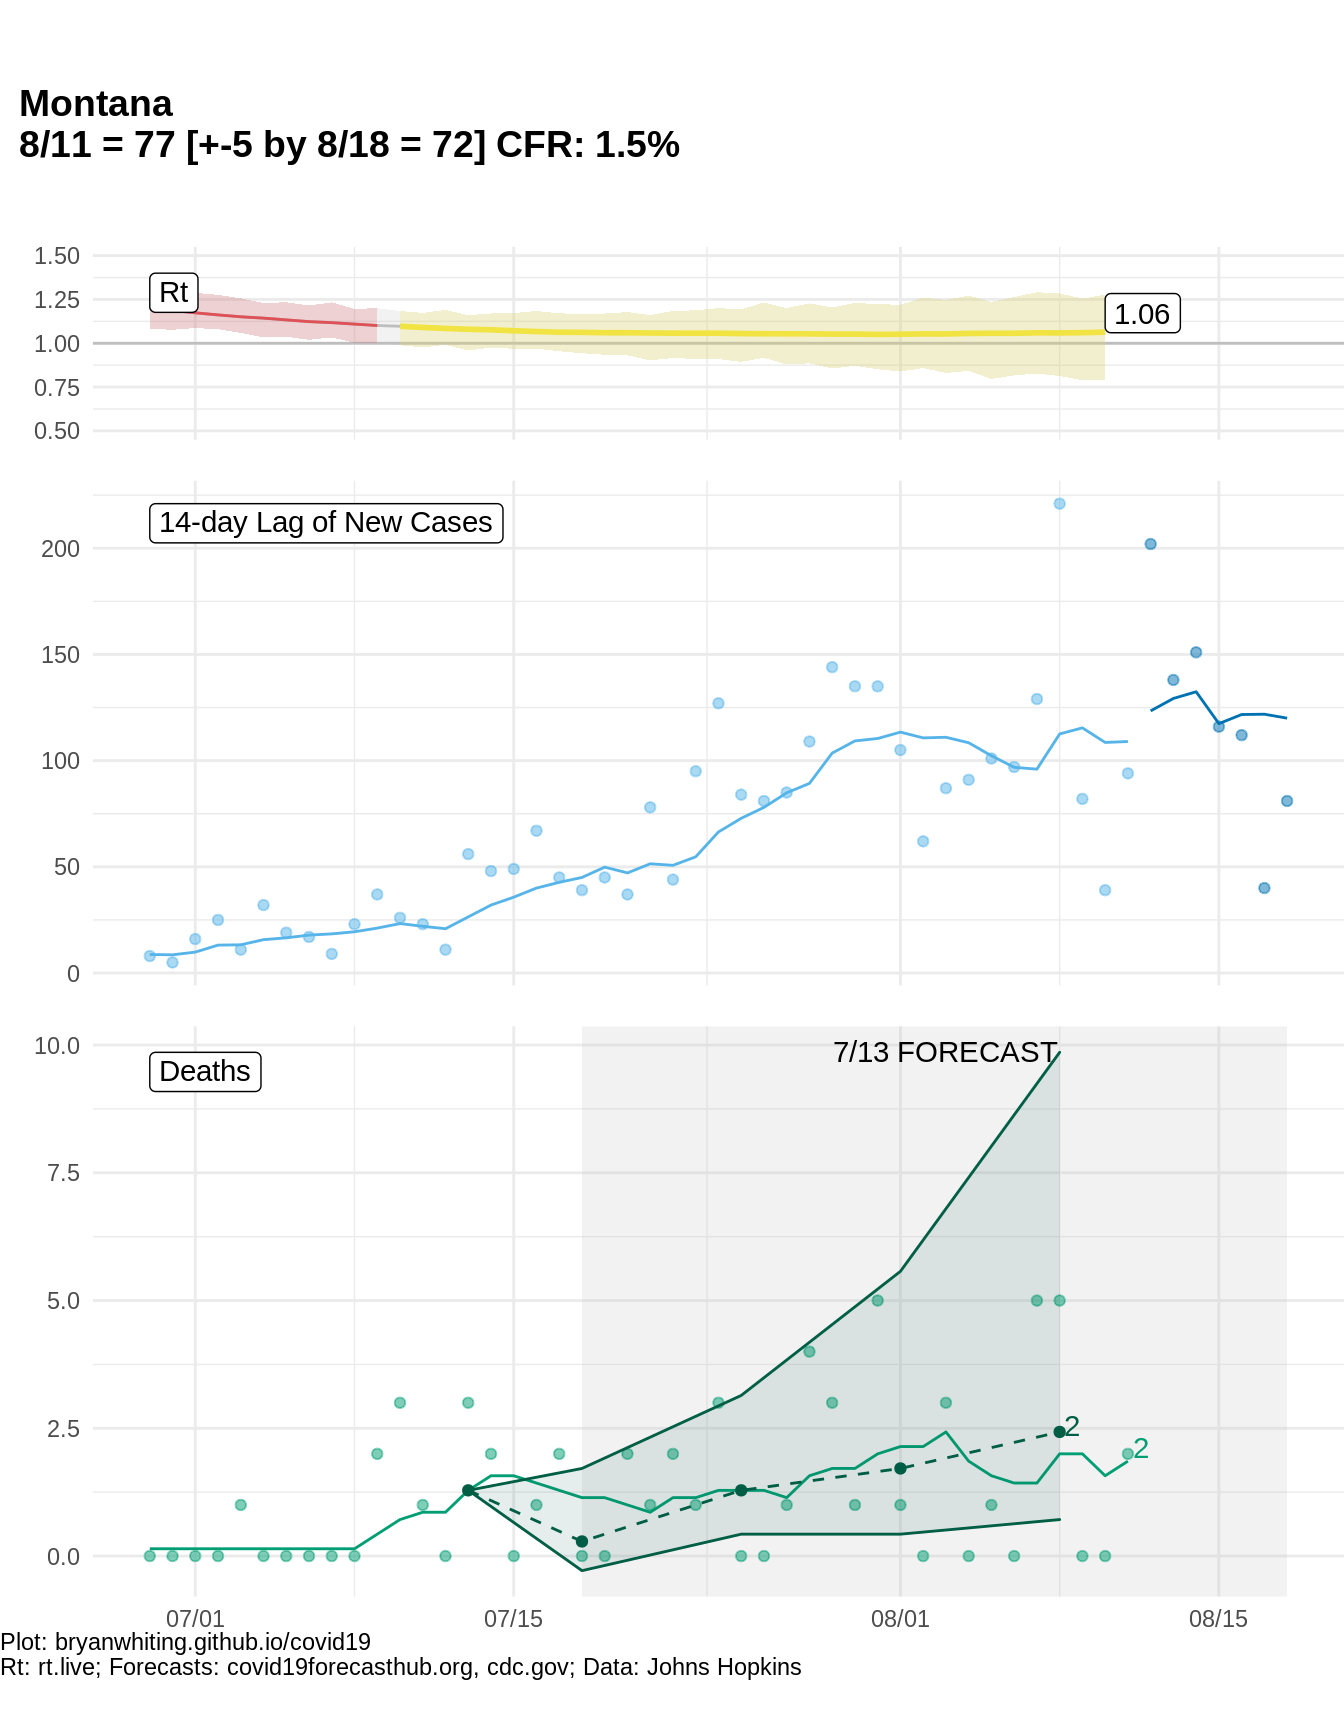 Montana
8/11 = 77 [+-5 by 8/18 = 72] CFR: 1.5%
1.50
1.25
1.00
0.75
0.50
Rt
1.06
14-day Lag of New Cases
200
150
100
50
0
10.0
7.5
5.0
2.5
0.0
Deaths
7/13 FORECAST
2
2
07/01
07/15
08/01
08/15
Plot: bryanwhiting.github.io/covid19
Rt: rt.live; Forecasts: covid19forecasthub.org, cdc.gov; Data: Johns Hopkins